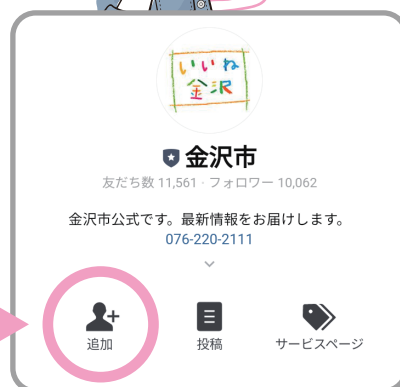 いいね
金沢
金沢市
友だち数 11,561 · フォロワー 10,062
金沢市公式です。最新情報をお届けします。
076-220-2111
追加
投稿
サービスページ